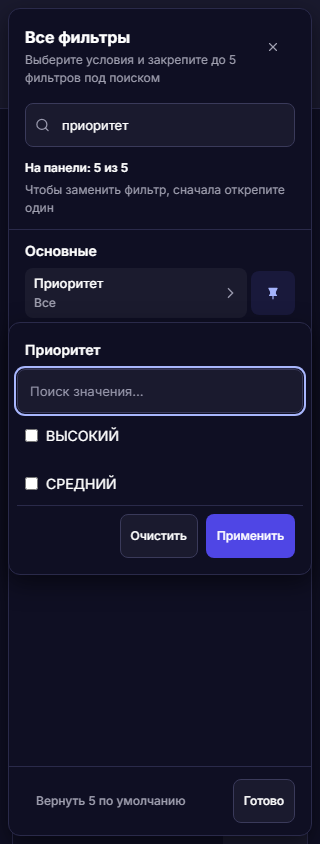 Все фильтры
Выберите условия и закрепите до 5
фильтров под поиском
приоритет
На панели: 5 из 5
Чтобы заменить фильтр, сначала открепите
один
Основные
Приоритет
Все
Приоритет
Поиск значения...
ВЫСОКИЙ
СРЕДНИЙ
Очистить
Применить
Вернуть 5 по умолчанию
Готово